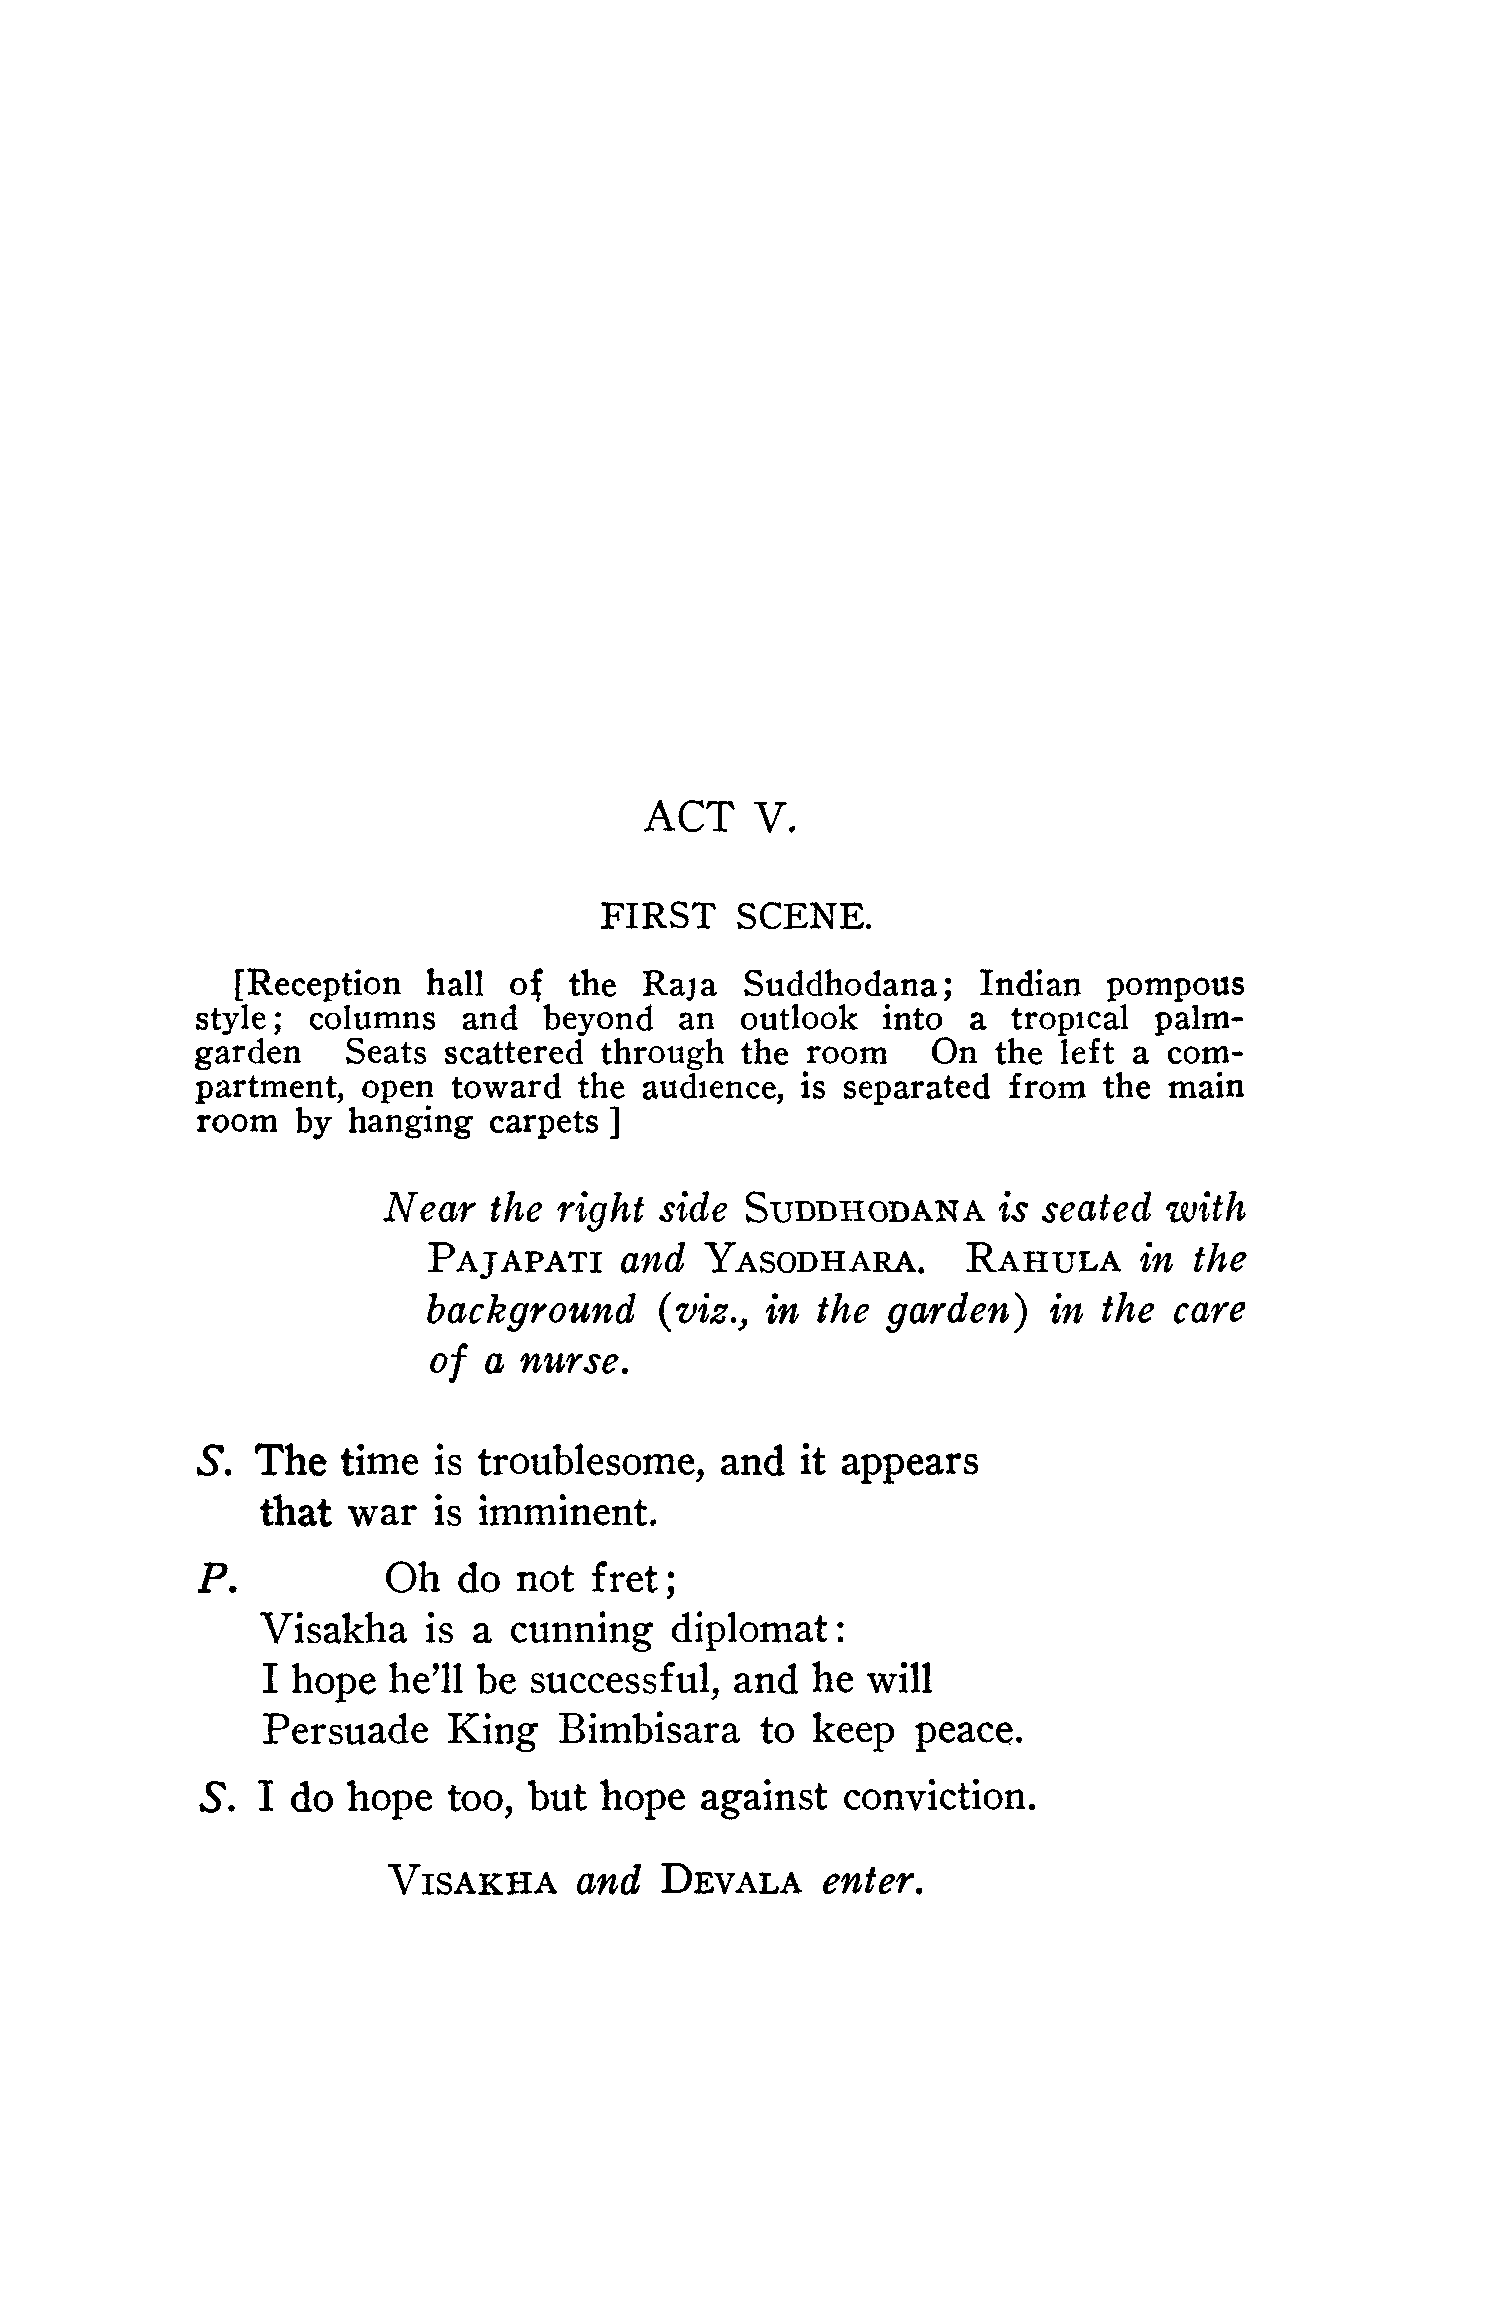 ACT V.
FIRST SCENE.
[Reception hall of the Raja Suddhodana; Indian pompous
style; columns and beyond an outlook into a tropical palm-
garden Seats scattered through the room On the left a com-
partment, open toward the audience, is separated from the main
room by hanging carpets ]
Near the right side SUDDHODANA is seated with
PAJAPATI and YASODHARA. RAHULA in the
background (viz., in the garden) in the care
of a nurse.
S. The time is troublesome, and it appears
that war is imminent.
P. Oh do not fret;
Visakha is a cunning diplomat:
I hope he'll be successful, and he will
Persuade King Bimbisara to keep peace.
S. I do hope too, but hope against conviction.
VISAKHA and DEVALA enter.